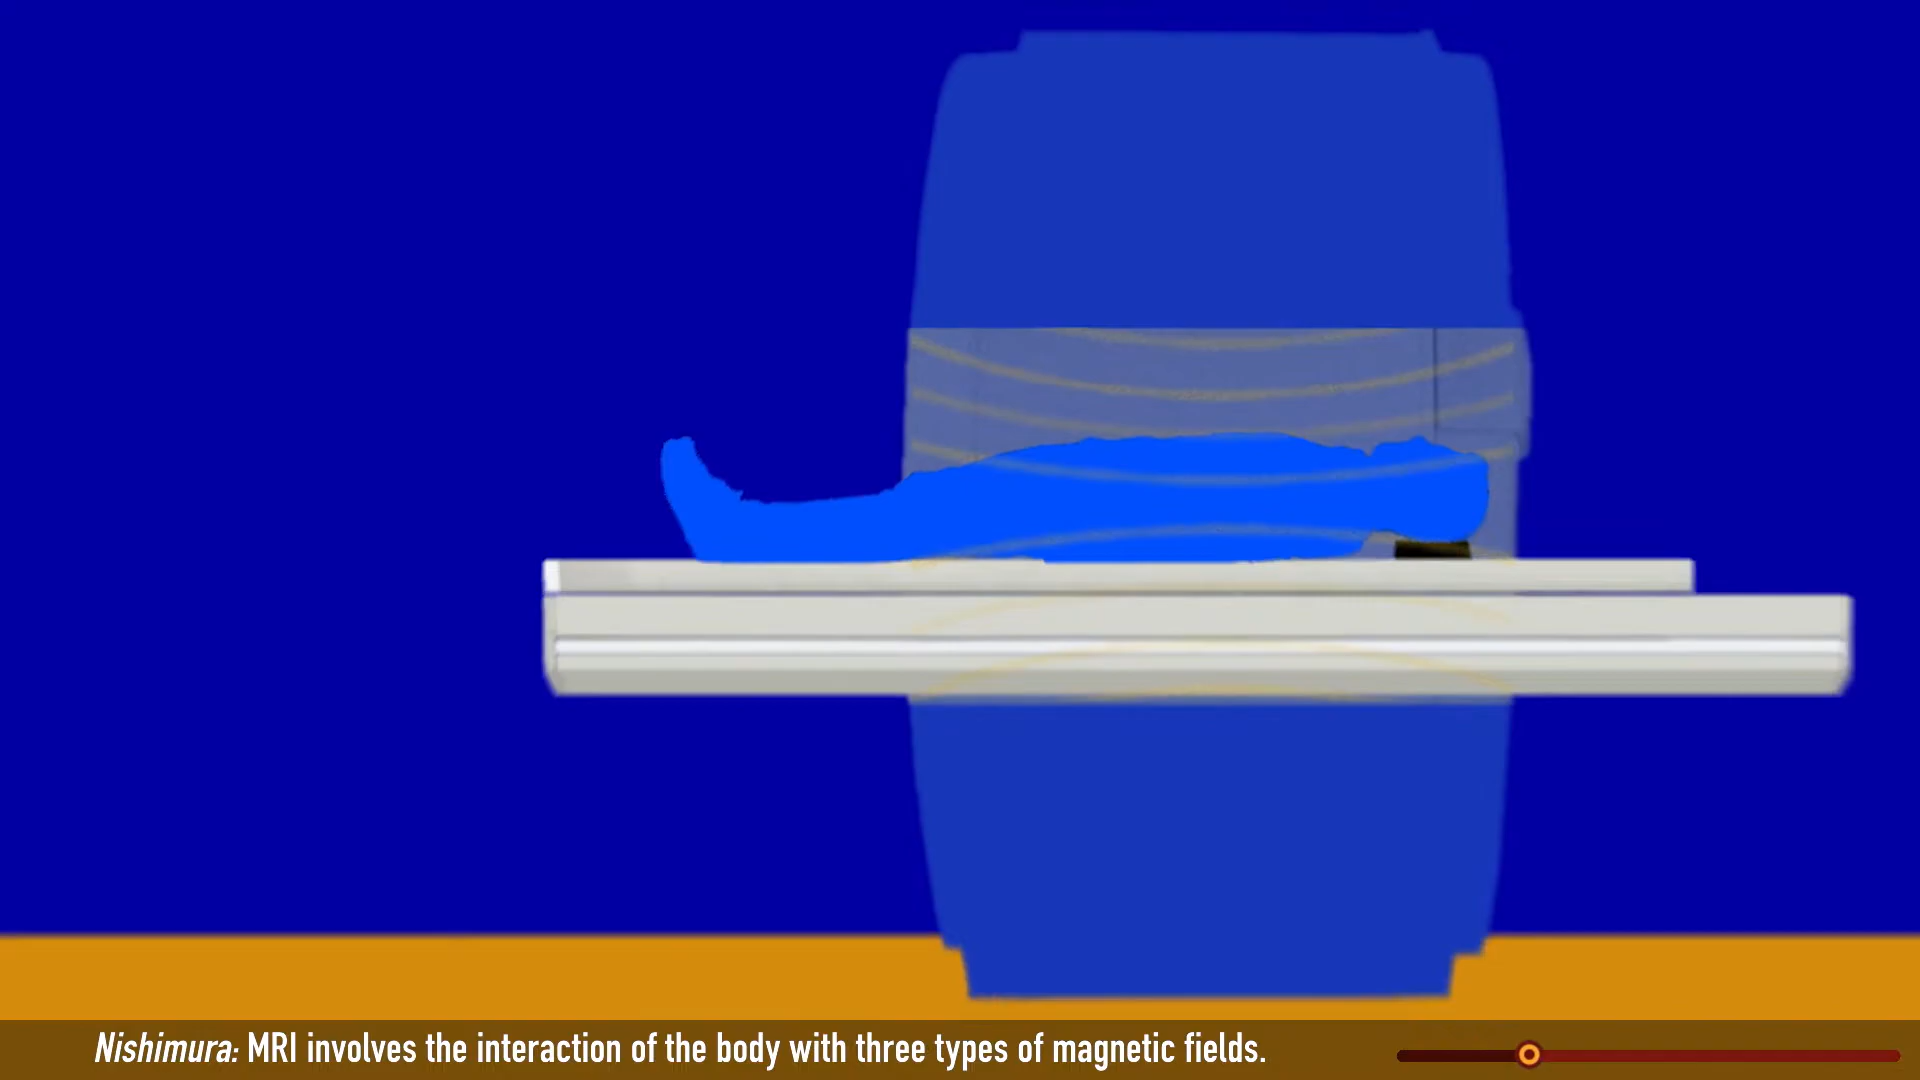 Nishimura: MRI involves the interaction of the body with three types of magnetic fields.